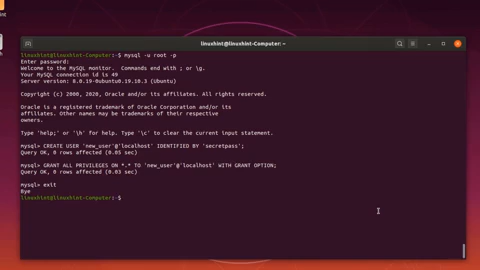 linuxhint@linuxhint-Computer: ~
linuxhint@linuxhint-Computer:~$ mysql -u root -p
Enter password:
Welcome to the MySQL monitor.  Commands end with ; or \g.
Your MySQL connection id is 49
Server version: 8.0.19-0ubuntu0.19.10.3 (Ubuntu)
Copyright (c) 2000, 2020, Oracle and/or its affiliates. All rights reserved.
Oracle is a registered trademark of Oracle Corporation and/or its
affiliates. Other names may be trademarks of their respective
owners.
Type 'help;' or '\h' for help. Type '\c' to clear the current input statement.
mysql> CREATE USER 'new_user'@'localhost' IDENTIFIED BY 'secretpass';
Query OK, 0 rows affected (0.05 sec)
mysql> GRANT ALL PRIVILEGES ON *.* TO 'new_user'@'localhost' WITH GRANT OPTION;
Query OK, 0 rows affected (0.03 sec)
mysql> exit
Bye
linuxhint@linuxhint-Computer:~$